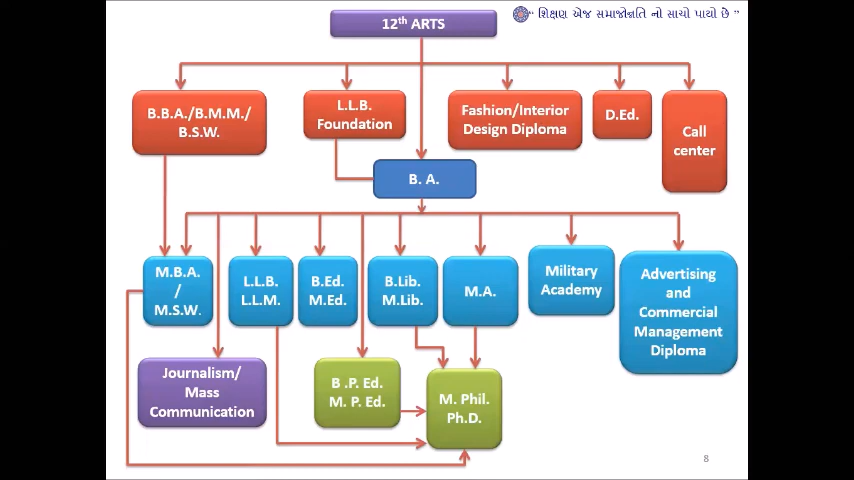 12th ARTS
“ શિક્ષણ એજ સમાજોન્નતિ નો સાચો પાયો છે ”
B.B.A./B.M.M./
B.S.W.
L.L.B.
Foundation
Fashion/Interior
Design Diploma
D.Ed.
Call
center
B. A.
M.B.A.
/
M.S.W.
L.L.B.
L.L.M.
B.Ed.
M.Ed.
B.Lib.
M.Lib.
M.A.
Military
Academy
Advertising
and
Commercial
Management
Diploma
Journalism/
Mass
Communication
B .P. Ed.
M. P. Ed.
M. Phil.
Ph.D.
8